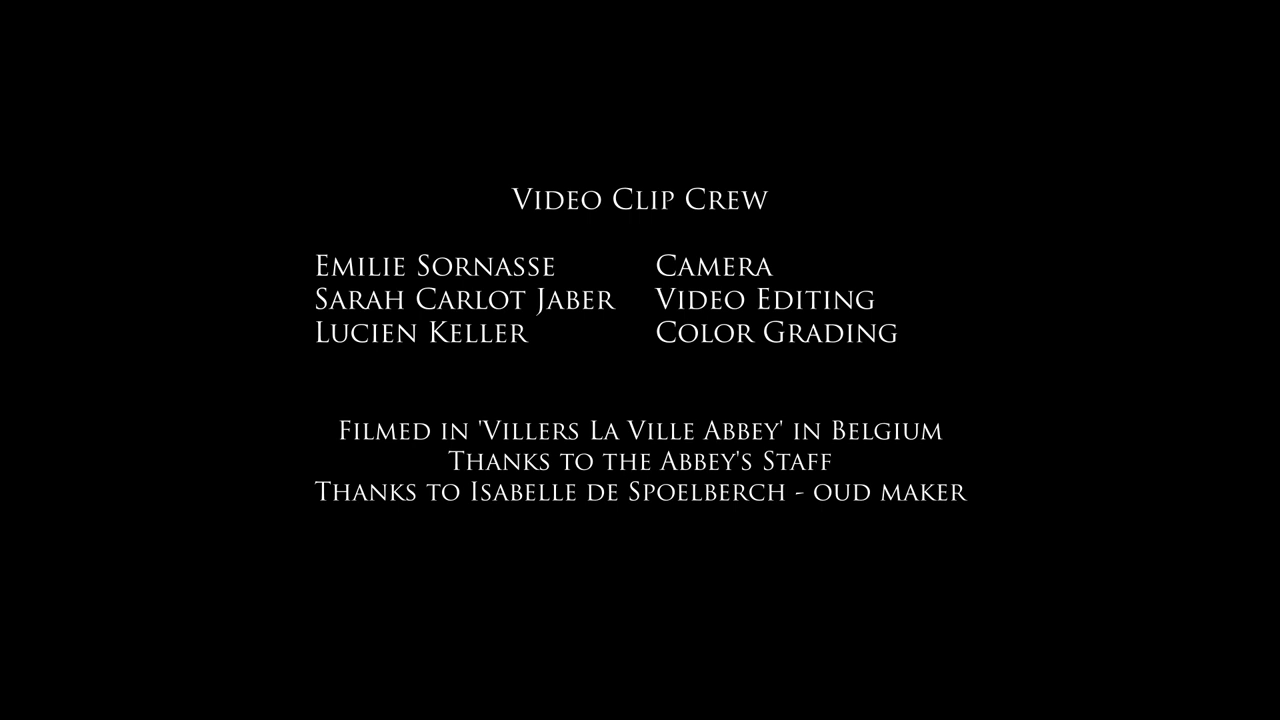 Video Clip Crew
Emilie Sornasse Camera
Sarah Carlot Jaber Video Editing
Lucien Keller Color Grading
Filmed in 'Villers La Ville Abbey' in Belgium
Thanks to the Abbey's Staff
Thanks to Isabelle de Spoelberch - oud maker